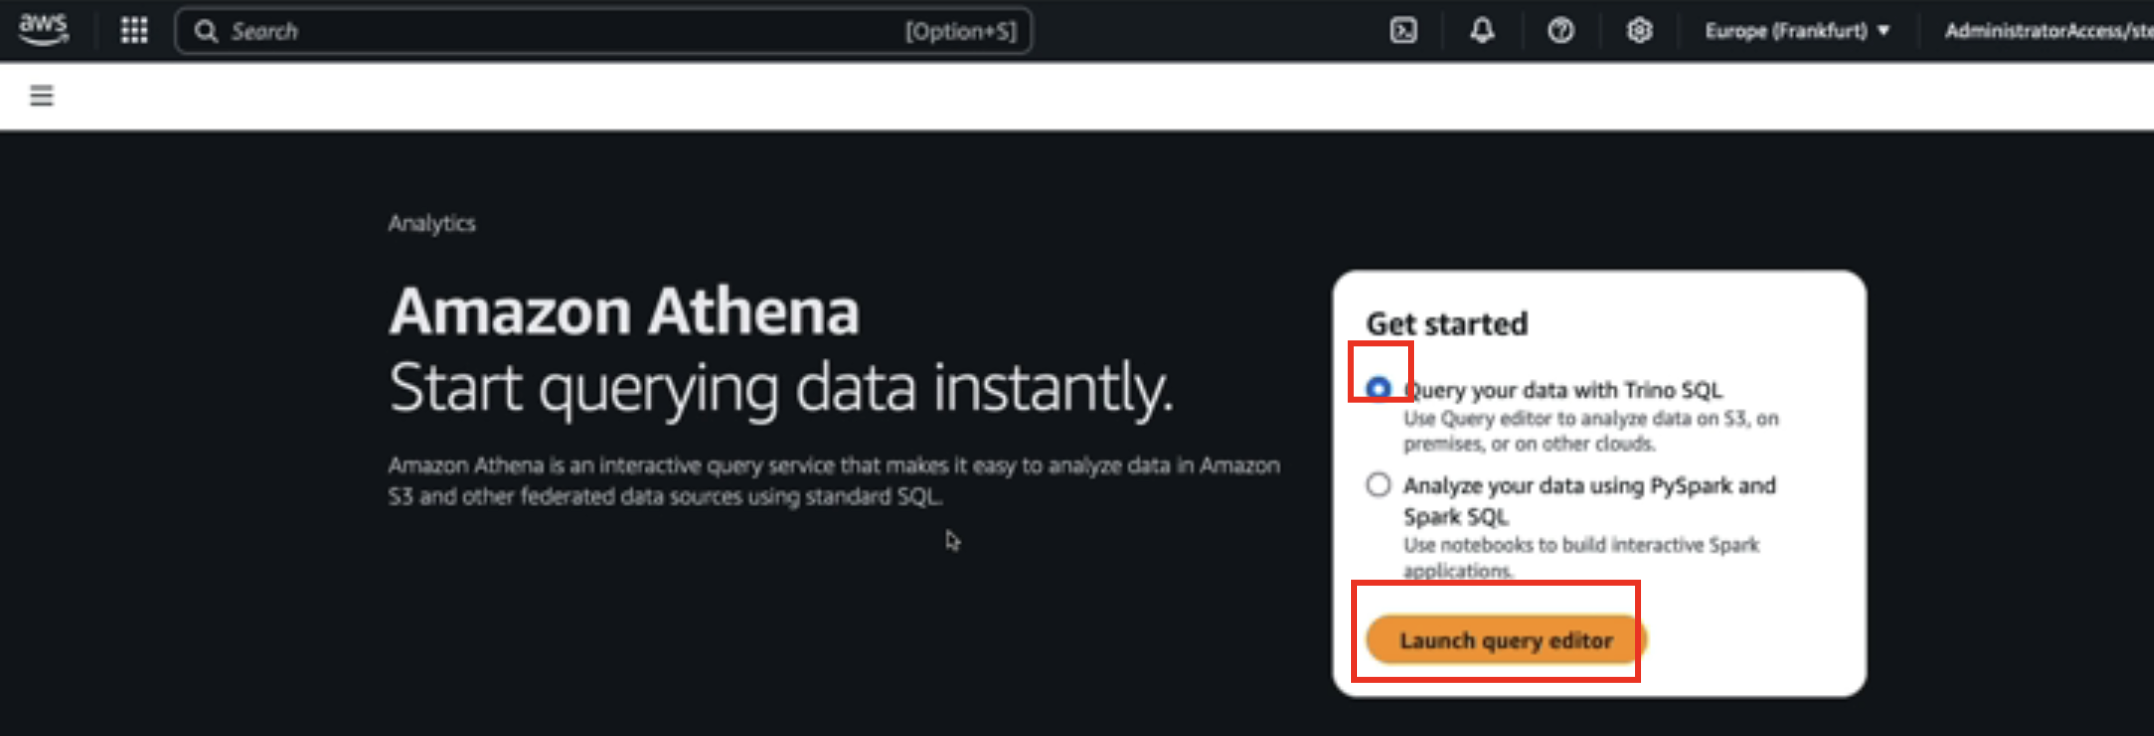 aws
Search [Option+S] Europe (Frankfurt) AdministratorAccess/ste
Analytics
Amazon Athena
Start querying data instantly.
Amazon Athena is an interactive query service that makes it easy to analyze data in Amazon
S3 and other federated data sources using standard SQL.
Get started
Query your data with Trino SQL
Use Query editor to analyze data on S3, on
premises, or on other clouds.
Analyze your data using PySpark and
Spark SQL
Use notebooks to build interactive Spark
applications.
Launch query editor